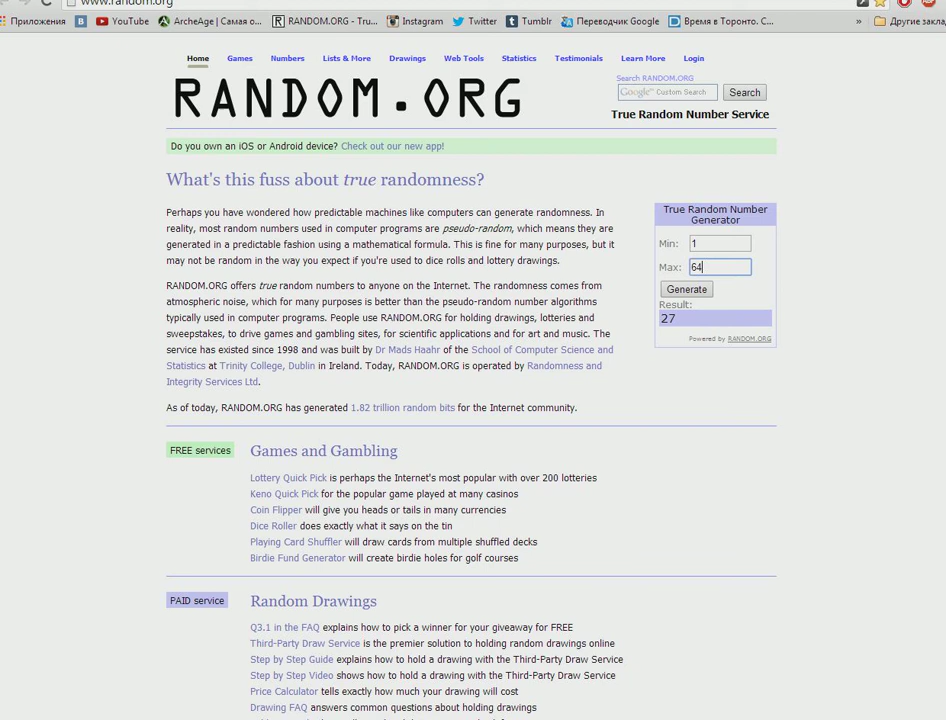 www.random.org
Приложения YouTube ArcheAge | Самая о... RANDOM.ORG - Tru... Instagram Twitter Tumblr Переводчик Google Время в Торонто. С... » Другие закла
Home Games Numbers Lists & More Drawings Web Tools Statistics Testimonials Learn More Login
RANDOM.ORG
Search RANDOM.ORG
Google™ Custom Search Search
True Random Number Service
Do you own an iOS or Android device? Check out our new app!
What's this fuss about true randomness?
Perhaps you have wondered how predictable machines like computers can generate randomness. In
reality, most random numbers used in computer programs are pseudo-random, which means they are
generated in a predictable fashion using a mathematical formula. This is fine for many purposes, but it
may not be random in the way you expect if you're used to dice rolls and lottery drawings.
RANDOM.ORG offers true random numbers to anyone on the Internet. The randomness comes from
atmospheric noise, which for many purposes is better than the pseudo-random number algorithms
typically used in computer programs. People use RANDOM.ORG for holding drawings, lotteries and
sweepstakes, to drive games and gambling sites, for scientific applications and for art and music. The
service has existed since 1998 and was built by Dr Mads Haahr of the School of Computer Science and
Statistics at Trinity College, Dublin in Ireland. Today, RANDOM.ORG is operated by Randomness and
Integrity Services Ltd.
As of today, RANDOM.ORG has generated 1.82 trillion random bits for the Internet community.
True Random Number
Generator
Min: 1
Max: 64
Generate
Result:
27
Powered by RANDOM.ORG
FREE services
Games and Gambling
Lottery Quick Pick is perhaps the Internet's most popular with over 200 lotteries
Keno Quick Pick for the popular game played at many casinos
Coin Flipper will give you heads or tails in many currencies
Dice Roller does exactly what it says on the tin
Playing Card Shuffler will draw cards from multiple shuffled decks
Birdie Fund Generator will create birdie holes for golf courses
PAID service
Random Drawings
Q3.1 in the FAQ explains how to pick a winner for your giveaway for FREE
Third-Party Draw Service is the premier solution to holding random drawings online
Step by Step Guide explains how to hold a drawing with the Third-Party Draw Service
Step by Step Video shows how to hold a drawing with the Third-Party Draw Service
Price Calculator tells exactly how much your drawing will cost
Drawing FAQ answers common questions about holding drawings